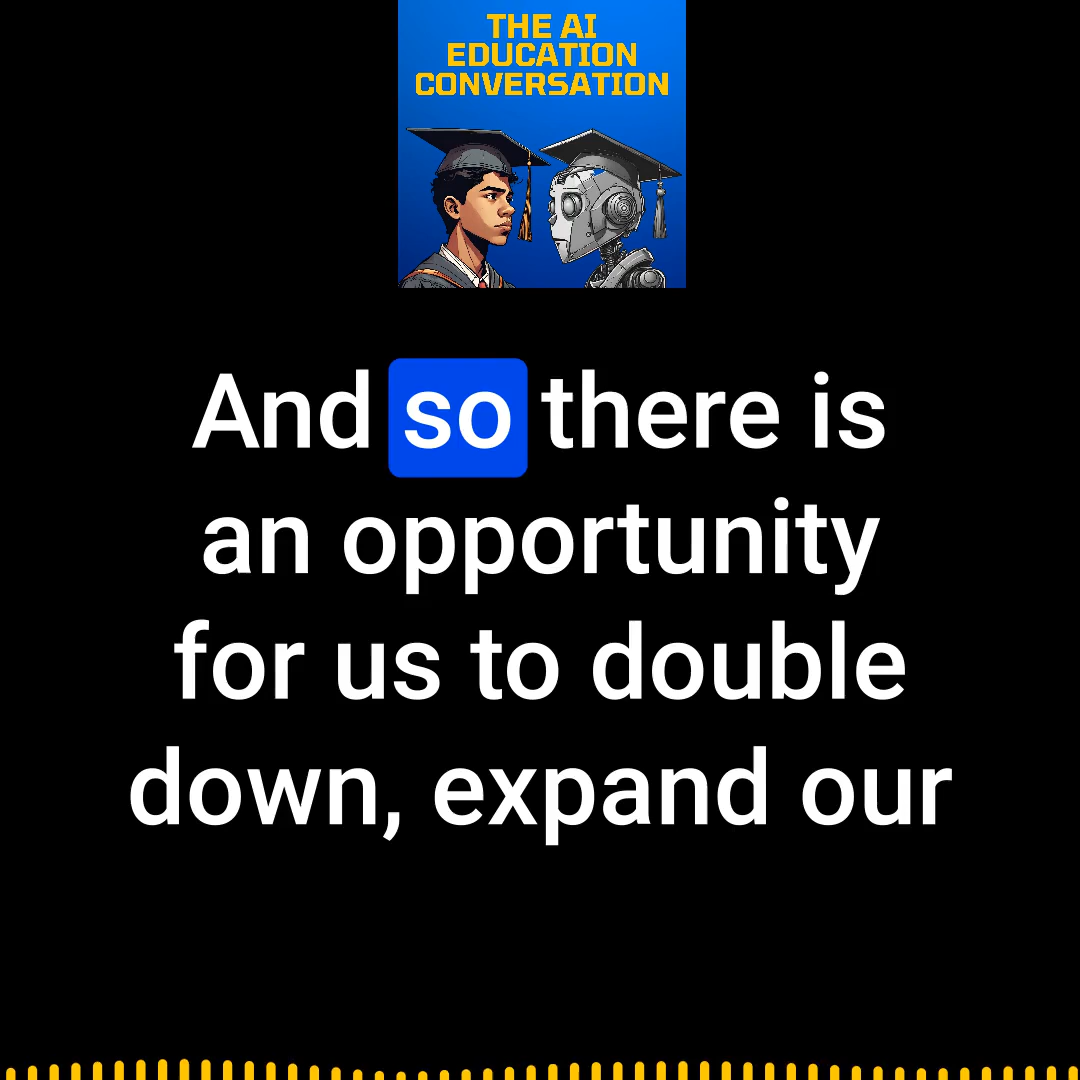 THE AI
EDUCATION
CONVERSATION
And so there is
an opportunity
for us to double
down, expand our